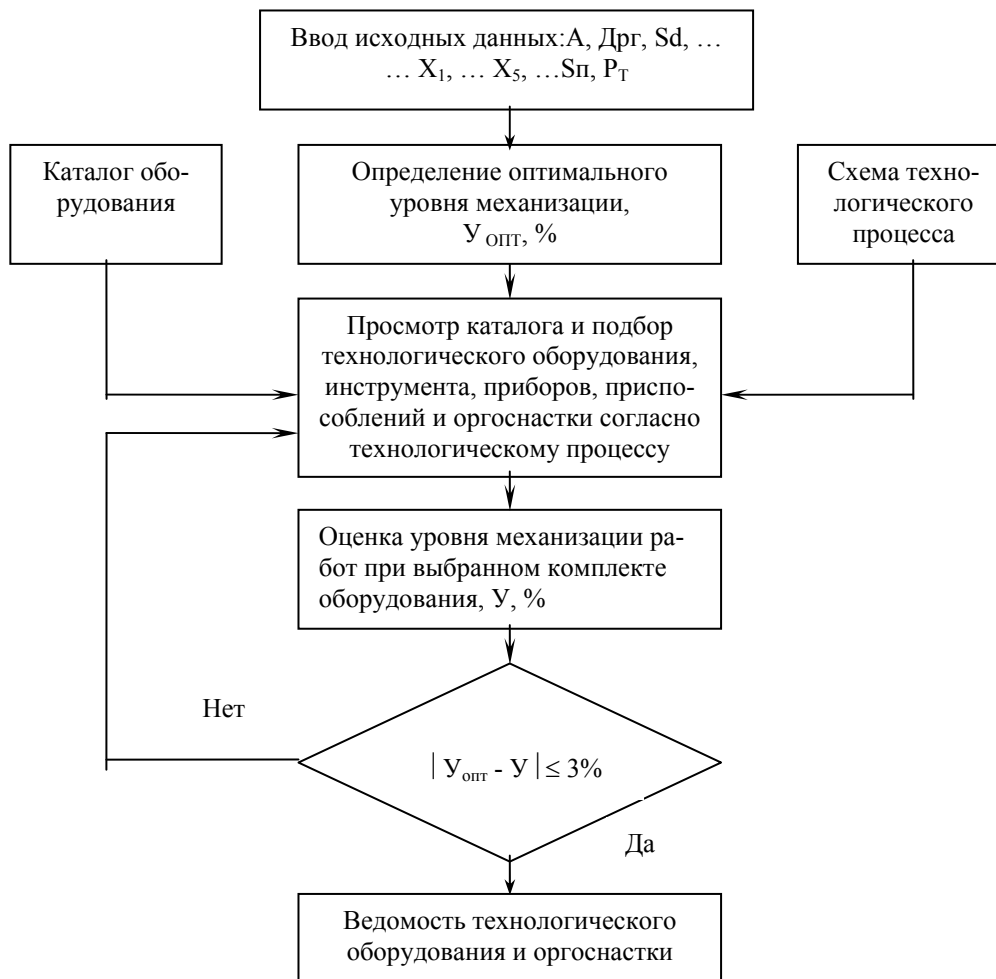 Ввод исходных данных:А, Дрг, Sd, …
… X₁, … X₅, …Sп, Pт
Каталог обо-
рудования
Определение оптимального
уровня механизации,
У ОПТ, %
Схема техно-
логического
процесса
Просмотр каталога и подбор
технологического оборудования,
инструмента, приборов, приспо-
соблений и оргоснастки согласно
технологическому процессу
Оценка уровня механизации ра-
бот при выбранном комплекте
оборудования, У, %
Нет
| Уопт - У | ≤ 3%
Да
Ведомость технологического
оборудования и оргоснастки